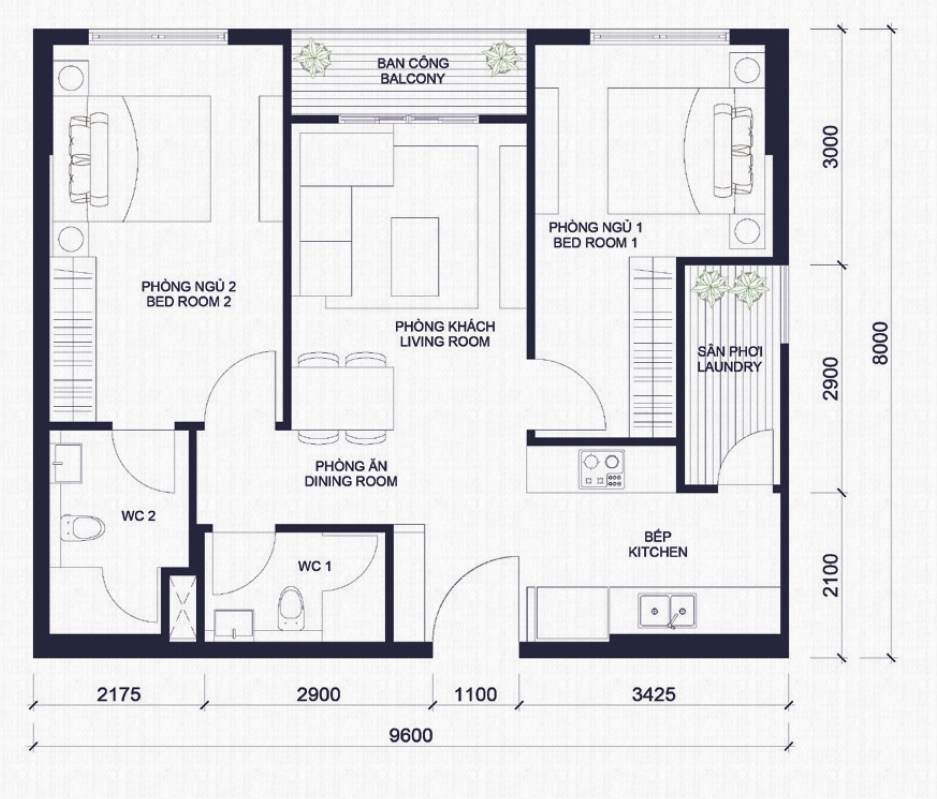 BAN CÔNG
BALCONY
3000
PHÒNG NGỦ 1
BED ROOM 1
PHÒNG NGỦ 2
BED ROOM 2
PHÒNG KHÁCH
LIVING ROOM
SÂN PHƠI
LAUNDRY
2900
8000
PHÒNG ĂN
DINING ROOM
WC 2
BẾP
KITCHEN
WC 1
2100
2175
2900
1100
3425
9600